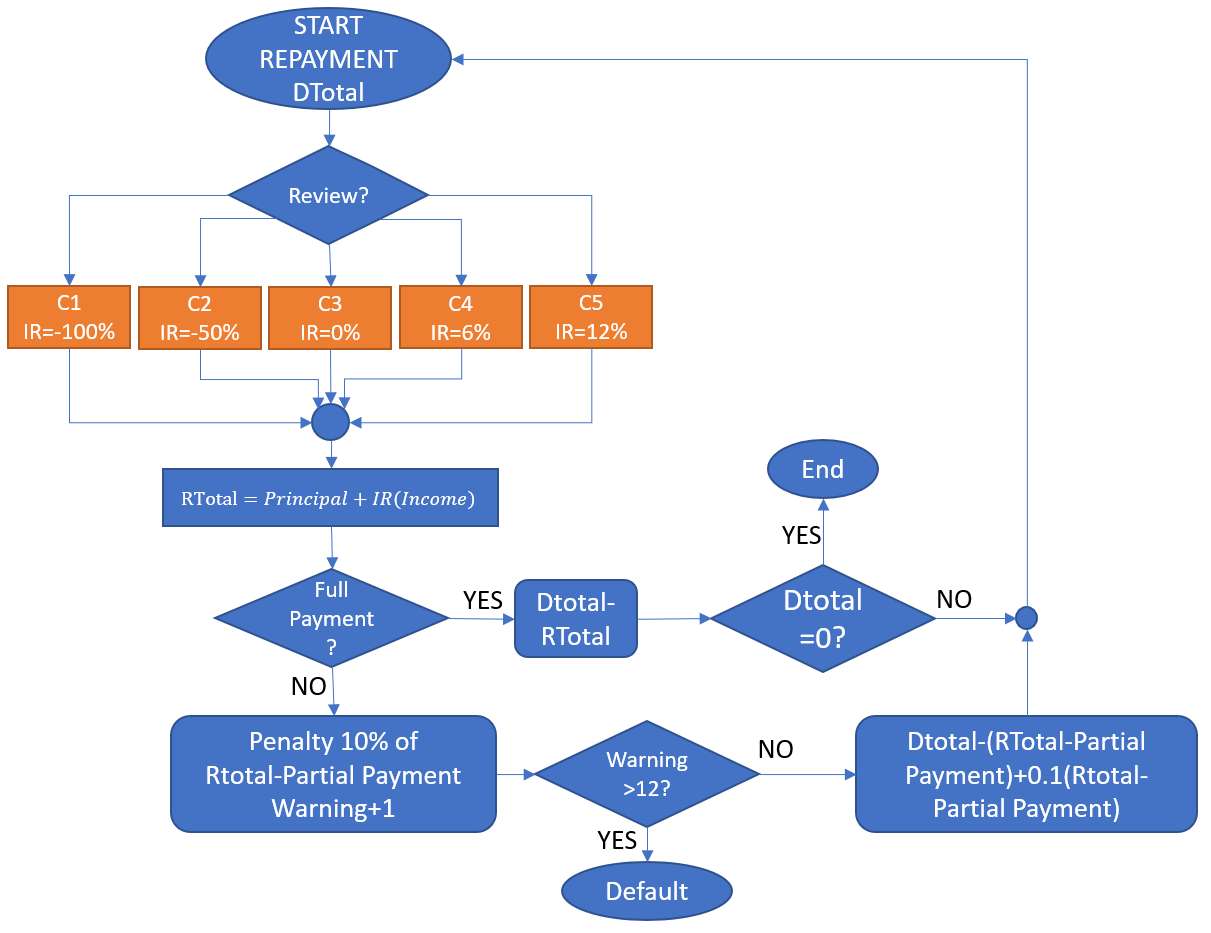 START
REPAYMENT
DTotal
Review?
C1
IR=-100%
C2
IR=-50%
C3
IR=0%
C4
IR=6%
C5
IR=12%
RTotal = Principal + IR(Income)
End
YES
Full
Payment
?
YES
Dtotal-
RTotal
Dtotal
=0?
NO
NO
Penalty 10% of
Rtotal-Partial Payment
Warning+1
Warning
>12?
NO
Dtotal-(RTotal-Partial
Payment)+0.1(Rtotal-
Partial Payment)
YES
Default